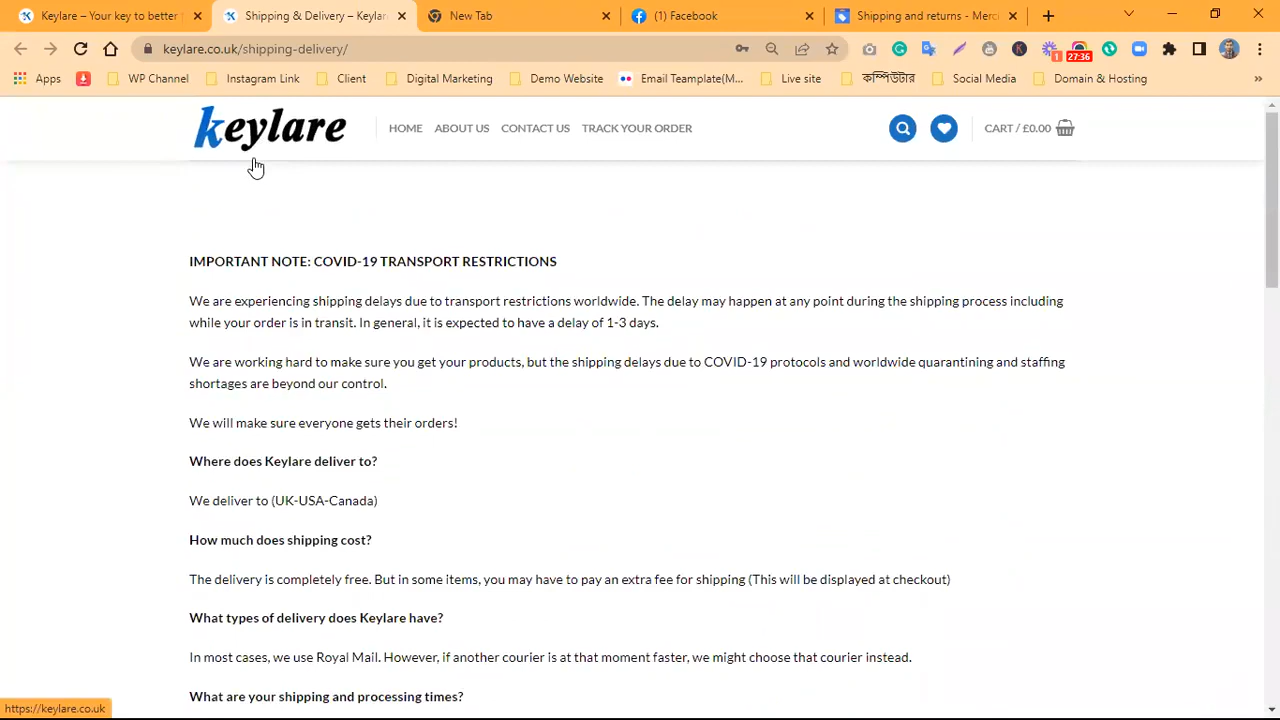 Keylare – Your key to better
Shipping & Delivery – Keylar
New Tab
(1) Facebook
Shipping and returns - Merc
keylare.co.uk/shipping-delivery/
1
27:36
Apps
WP Channel
Instagram Link
Client
Digital Marketing
Demo Website
Email Teamplate(M...
Live site
কম্পিউটার
Social Media
Domain & Hosting
keylare
HOME
ABOUT US
CONTACT US
TRACK YOUR ORDER
CART / £0.00
IMPORTANT NOTE: COVID-19 TRANSPORT RESTRICTIONS
We are experiencing shipping delays due to transport restrictions worldwide. The delay may happen at any point during the shipping process including
while your order is in transit. In general, it is expected to have a delay of 1-3 days.
We are working hard to make sure you get your products, but the shipping delays due to COVID-19 protocols and worldwide quarantining and staffing
shortages are beyond our control.
We will make sure everyone gets their orders!
Where does Keylare deliver to?
We deliver to (UK-USA-Canada)
How much does shipping cost?
The delivery is completely free. But in some items, you may have to pay an extra fee for shipping (This will be displayed at checkout)
What types of delivery does Keylare have?
In most cases, we use Royal Mail. However, if another courier is at that moment faster, we might choose that courier instead.
What are your shipping and processing times?
https://keylare.co.uk